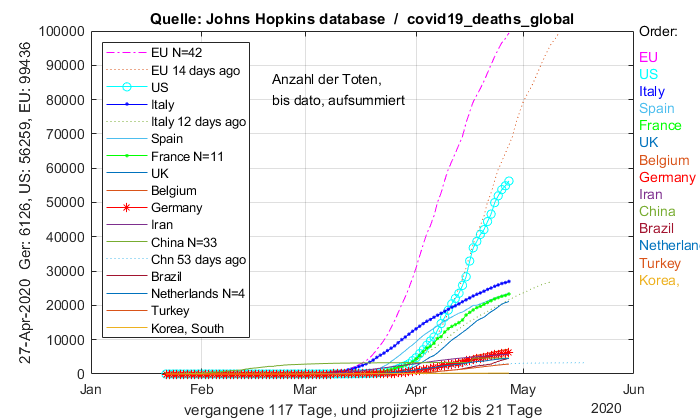 Quelle: Johns Hopkins database / covid19_deaths_global
Order:
100000
90000
80000
70000
60000
50000
40000
30000
20000
10000
0
27-Apr-2020 Ger: 6126, US: 56259, EU: 99436
EU N=42
EU 14 days ago
US
Italy
Italy 12 days ago
Spain
France N=11
UK
Belgium
Germany
Iran
China N=33
Chn 53 days ago
Brazil
Netherlands N=4
Turkey
Korea, South
Anzahl der Toten,
bis dato, aufsummiert
EU
US
Italy
Spain
France
UK
Belgium
Germany
Iran
China
Brazil
Netherland
Turkey
Korea,
Jan Feb Mar Apr May Jun
2020
vergangene 117 Tage, und projizierte 12 bis 21 Tage